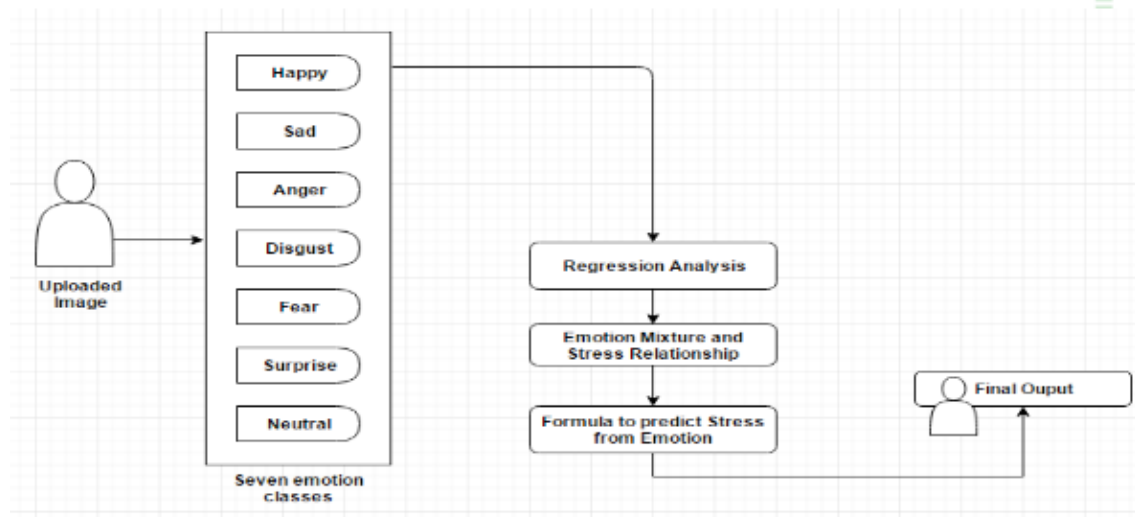 Happy
Sad
Anger
Disgust
Fear
Surprise
Neutral
Uploaded
Image
Seven emotion
classes
Regression Analysis
Emotion Mixture and
Stress Relationship
Formula to predict Stress
from Emotion
Final Ouput